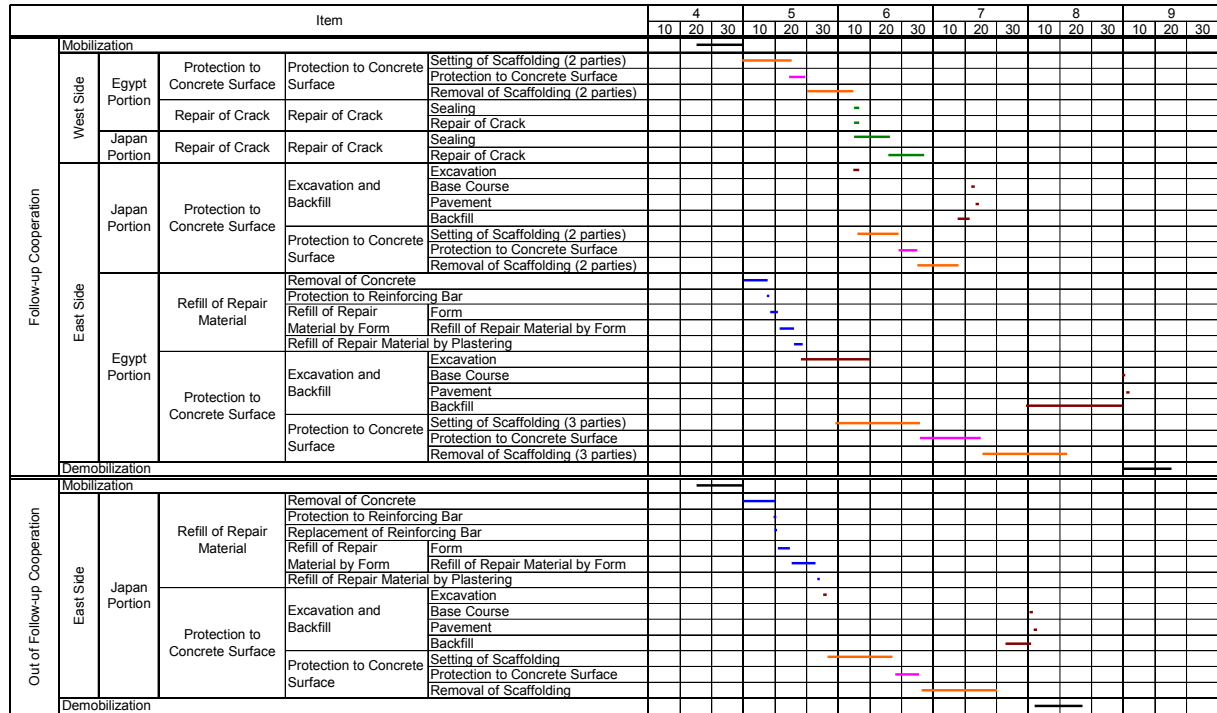 Item 4 5 6 7 8 9
10 20 30 10 20 30 10 20 30 10 20 30 10 20 30 10 20 30
Follow-up Cooperation
Mobilization
West Side
Egypt
Portion
Protection to
Concrete Surface
Protection to Concrete
Surface
Setting of Scaffolding (2 parties)
Protection to Concrete Surface
Removal of Scaffolding (2 parties)
Repair of Crack
Repair of Crack
Sealing
Repair of Crack
Japan
Portion
Repair of Crack
Repair of Crack
Sealing
Repair of Crack
East Side
Japan
Portion
Protection to
Concrete Surface
Excavation and
Backfill
Excavation
Base Course
Pavement
Backfill
Protection to Concrete
Surface
Setting of Scaffolding (2 parties)
Protection to Concrete Surface
Removal of Scaffolding (2 parties)
Egypt
Portion
Refill of Repair
Material
Removal of Concrete
Protection to Reinforcing Bar
Refill of Repair
Material by Form
Form
Refill of Repair Material by Form
Refill of Repair Material by Plastering
Protection to
Concrete Surface
Excavation and
Backfill
Excavation
Base Course
Pavement
Backfill
Protection to Concrete
Surface
Setting of Scaffolding (3 parties)
Protection to Concrete Surface
Removal of Scaffolding (3 parties)
Demobilization
Out of Follow-up Cooperation
Mobilization
East Side
Japan
Portion
Refill of Repair
Material
Removal of Concrete
Protection to Reinforcing Bar
Replacement of Reinforcing Bar
Refill of Repair
Material by Form
Form
Refill of Repair Material by Form
Refill of Repair Material by Plastering
Protection to
Concrete Surface
Excavation and
Backfill
Excavation
Base Course
Pavement
Backfill
Protection to Concrete
Surface
Setting of Scaffolding
Protection to Concrete Surface
Removal of Scaffolding
Demobilization